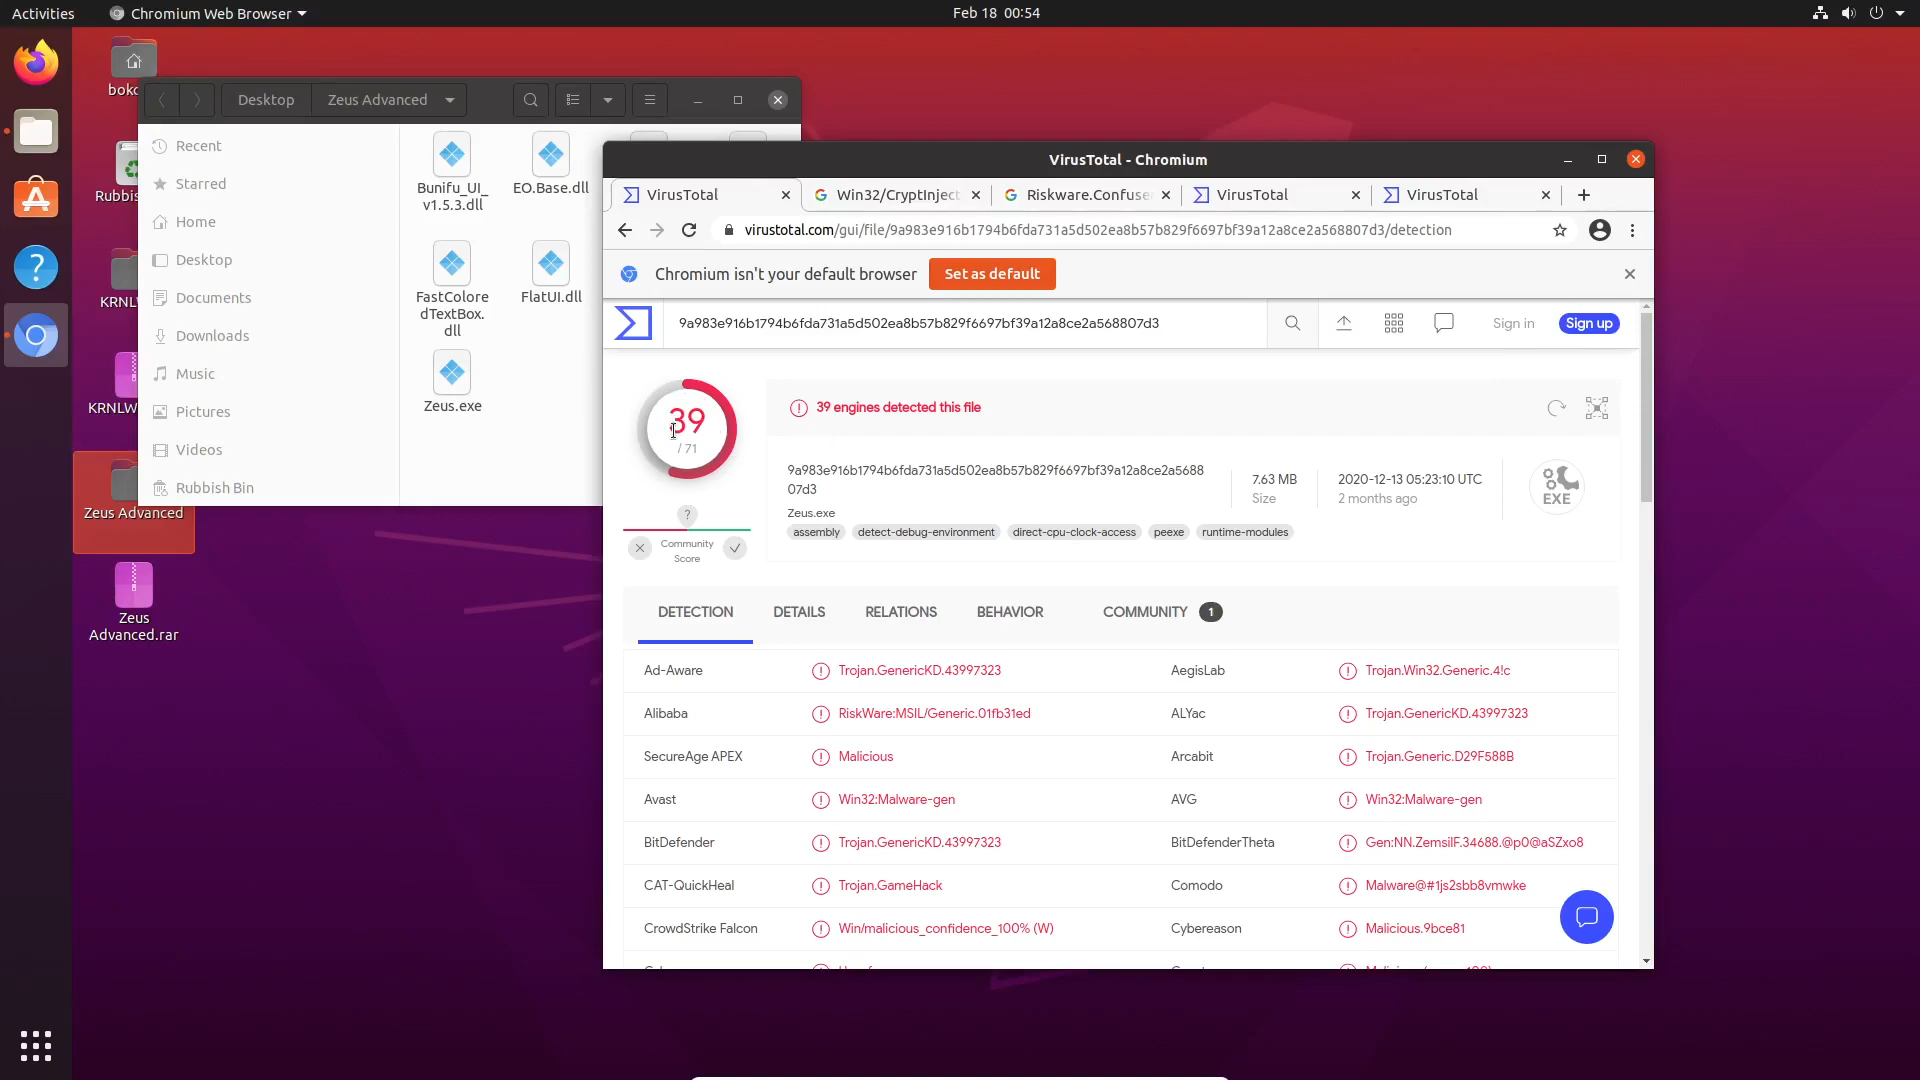 Activities
Chromium Web Browser
Feb 18 00:54
Rubbis
KRNL
KRNLW
Zeus Advanced
Zeus
Advanced.rar
Desktop
Zeus Advanced
Recent
Starred
Home
Desktop
Documents
Downloads
Music
Pictures
Videos
Rubbish Bin
Bunifu_UI_
v1.5.3.dll
EO.Base.dll
FastColore
dTextBox.
dll
FlatUI.dll
Zeus.exe
VirusTotal - Chromium
VirusTotal
Win32/CryptInject
Riskware.Confuse
VirusTotal
VirusTotal
virustotal.com/gui/file/9a983e916b1794b6fda731a5d502ea8b57b829f6697bf39a12a8ce2a568807d3/detection
Chromium isn't your default browser
Set as default
9a983e916b1794b6fda731a5d502ea8b57b829f6697bf39a12a8ce2a568807d3
Sign in
Sign up
39
/ 71
?
Community
Score
39 engines detected this file
9a983e916b1794b6fda731a5d502ea8b57b829f6697bf39a12a8ce2a5688
07d3
Zeus.exe
assembly
detect-debug-environment
direct-cpu-clock-access
peexe
runtime-modules
7.63 MB
Size
2020-12-13 05:23:10 UTC
2 months ago
EXE
DETECTION
DETAILS
RELATIONS
BEHAVIOR
COMMUNITY
1
Ad-Aware
Trojan.GenericKD.43997323
AegisLab
Trojan.Win32.Generic.4!c
Alibaba
RiskWare:MSIL/Generic.01fb31ed
ALYac
Trojan.GenericKD.43997323
SecureAge APEX
Malicious
Arcabit
Trojan.Generic.D29F588B
Avast
Win32:Malware-gen
AVG
Win32:Malware-gen
BitDefender
Trojan.GenericKD.43997323
BitDefenderTheta
Gen:NN.ZemsilF.34688.@p0@aSZxo8
CAT-QuickHeal
Trojan.GameHack
Comodo
Malware@#1js2sbb8vmwke
CrowdStrike Falcon
Win/malicious_confidence_100% (W)
Cybereason
Malicious.9bce81